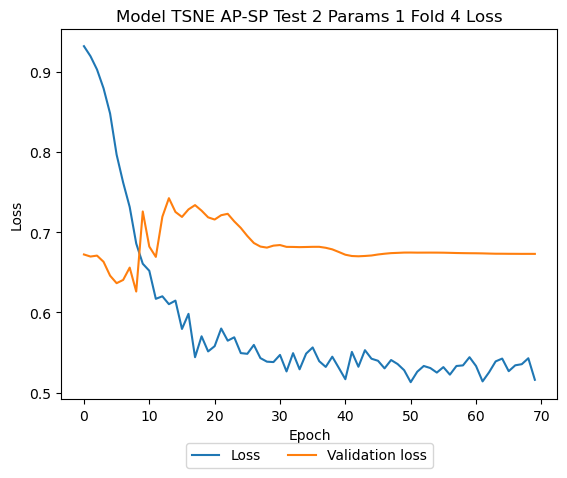 Model TSNE AP-SP Test 2 Params 1 Fold 4 Loss
0.9
0.8
0.7
0.6
0.5
Loss
0 10 20 30 40 50 60 70
Epoch
Loss Validation loss